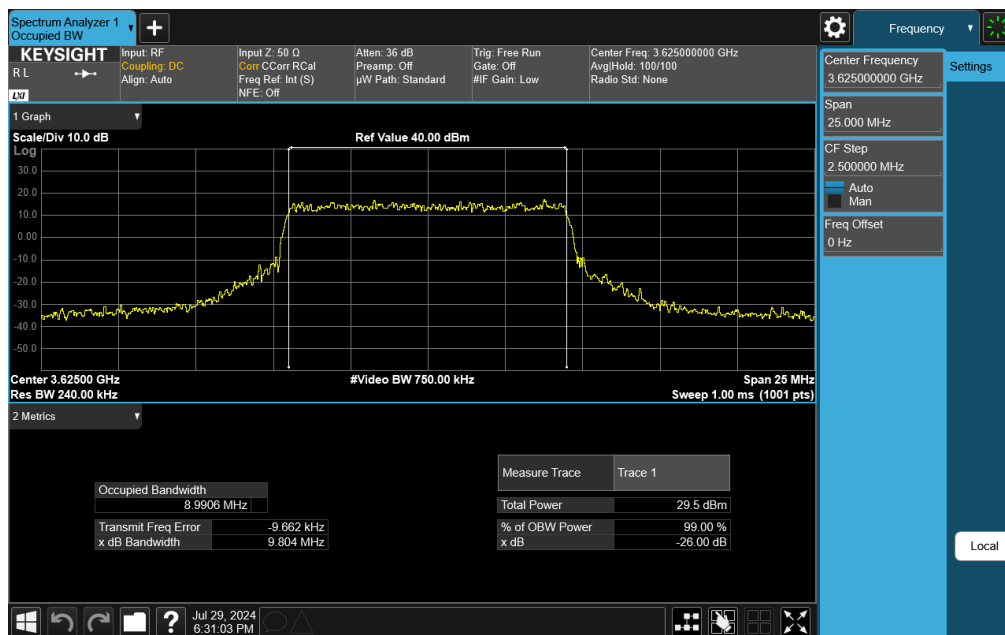 Spectrum Analyzer 1
Occupied BW
Frequency
KEYSIGHT
R L
LXI
Input: RF
Coupling: DC
Align: Auto
Input Z: 50 Ω
Corr CCorr RCal
Freq Ref: Int (S)
NFE: Off
Atten: 36 dB
Preamp: Off
µW Path: Standard
Trig: Free Run
Gate: Off
#IF Gain: Low
Center Freq: 3.625000000 GHz
Avg|Hold: 100/100
Radio Std: None
Center Frequency
3.625000000 GHz
Settings
Span
25.000 MHz
CF Step
2.500000 MHz
Auto
Man
Freq Offset
0 Hz
Local
1 Graph
Scale/Div 10.0 dB
Ref Value 40.00 dBm
Log
30.0
20.0
10.0
0.00
-10.0
-20.0
-30.0
-40.0
-50.0
Center 3.62500 GHz
#Video BW 750.00 kHz
Span 25 MHz
Res BW 240.00 kHz
Sweep 1.00 ms (1001 pts)
2 Metrics
Measure Trace Trace 1
Occupied Bandwidth
8.9906 MHz
Total Power 29.5 dBm
Transmit Freq Error -9.662 kHz
% of OBW Power 99.00 %
x dB Bandwidth 9.804 MHz
x dB -26.00 dB
?
Jul 29, 2024
6:31:03 PM